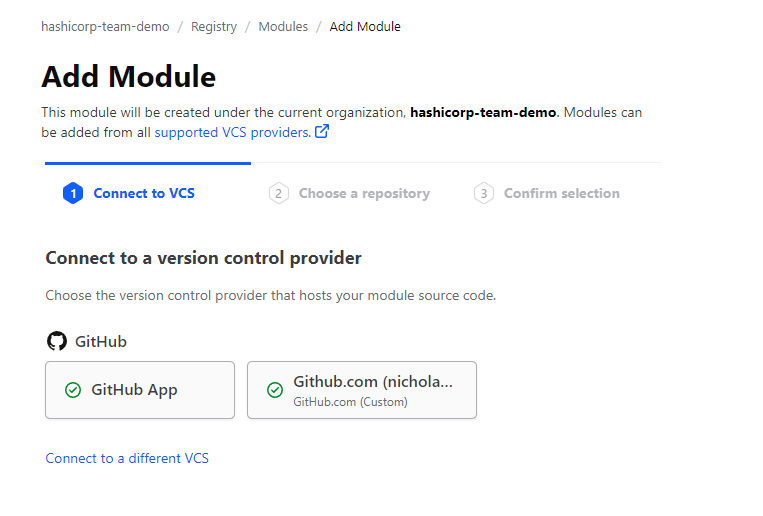 hashicorp-team-demo / Registry / Modules / Add Module
Add Module
This module will be created under the current organization, hashicorp-team-demo. Modules can
be added from all supported VCS providers.
1 Connect to VCS
2 Choose a repository
3 Confirm selection
Connect to a version control provider
Choose the version control provider that hosts your module source code.
GitHub
GitHub App
Github.com (nichola...
GitHub.com (Custom)
Connect to a different VCS